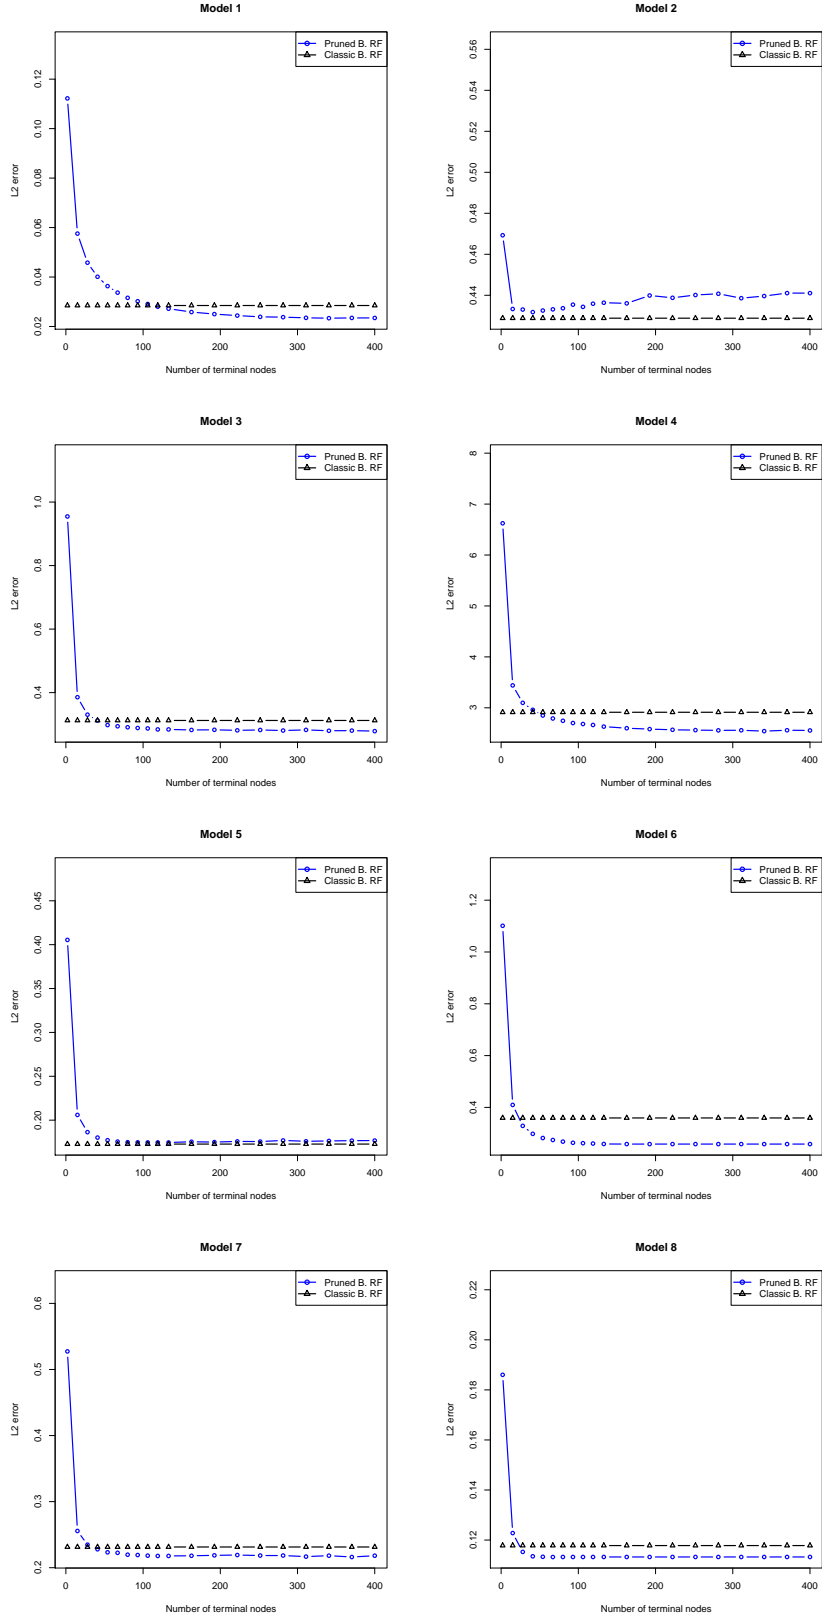 Model 1
Pruned B. RF
Classic B. RF
0.12
0.10
0.08
0.06
0.04
0.02
L2 error
0 100 200 300 400
Number of terminal nodes
Model 2
Pruned B. RF
Classic B. RF
0.56
0.54
0.52
0.50
0.48
0.46
0.44
L2 error
0 100 200 300 400
Number of terminal nodes
Model 3
Pruned B. RF
Classic B. RF
1.0
0.8
0.6
0.4
L2 error
0 100 200 300 400
Number of terminal nodes
Model 4
Pruned B. RF
Classic B. RF
8
7
6
5
4
3
L2 error
0 100 200 300 400
Number of terminal nodes
Model 5
Pruned B. RF
Classic B. RF
0.45
0.40
0.35
0.30
0.25
0.20
L2 error
0 100 200 300 400
Number of terminal nodes
Model 6
Pruned B. RF
Classic B. RF
1.2
1.0
0.8
0.6
0.4
L2 error
0 100 200 300 400
Number of terminal nodes
Model 7
Pruned B. RF
Classic B. RF
0.6
0.5
0.4
0.3
0.2
L2 error
0 100 200 300 400
Number of terminal nodes
Model 8
Pruned B. RF
Classic B. RF
0.22
0.20
0.18
0.16
0.14
0.12
L2 error
0 100 200 300 400
Number of terminal nodes